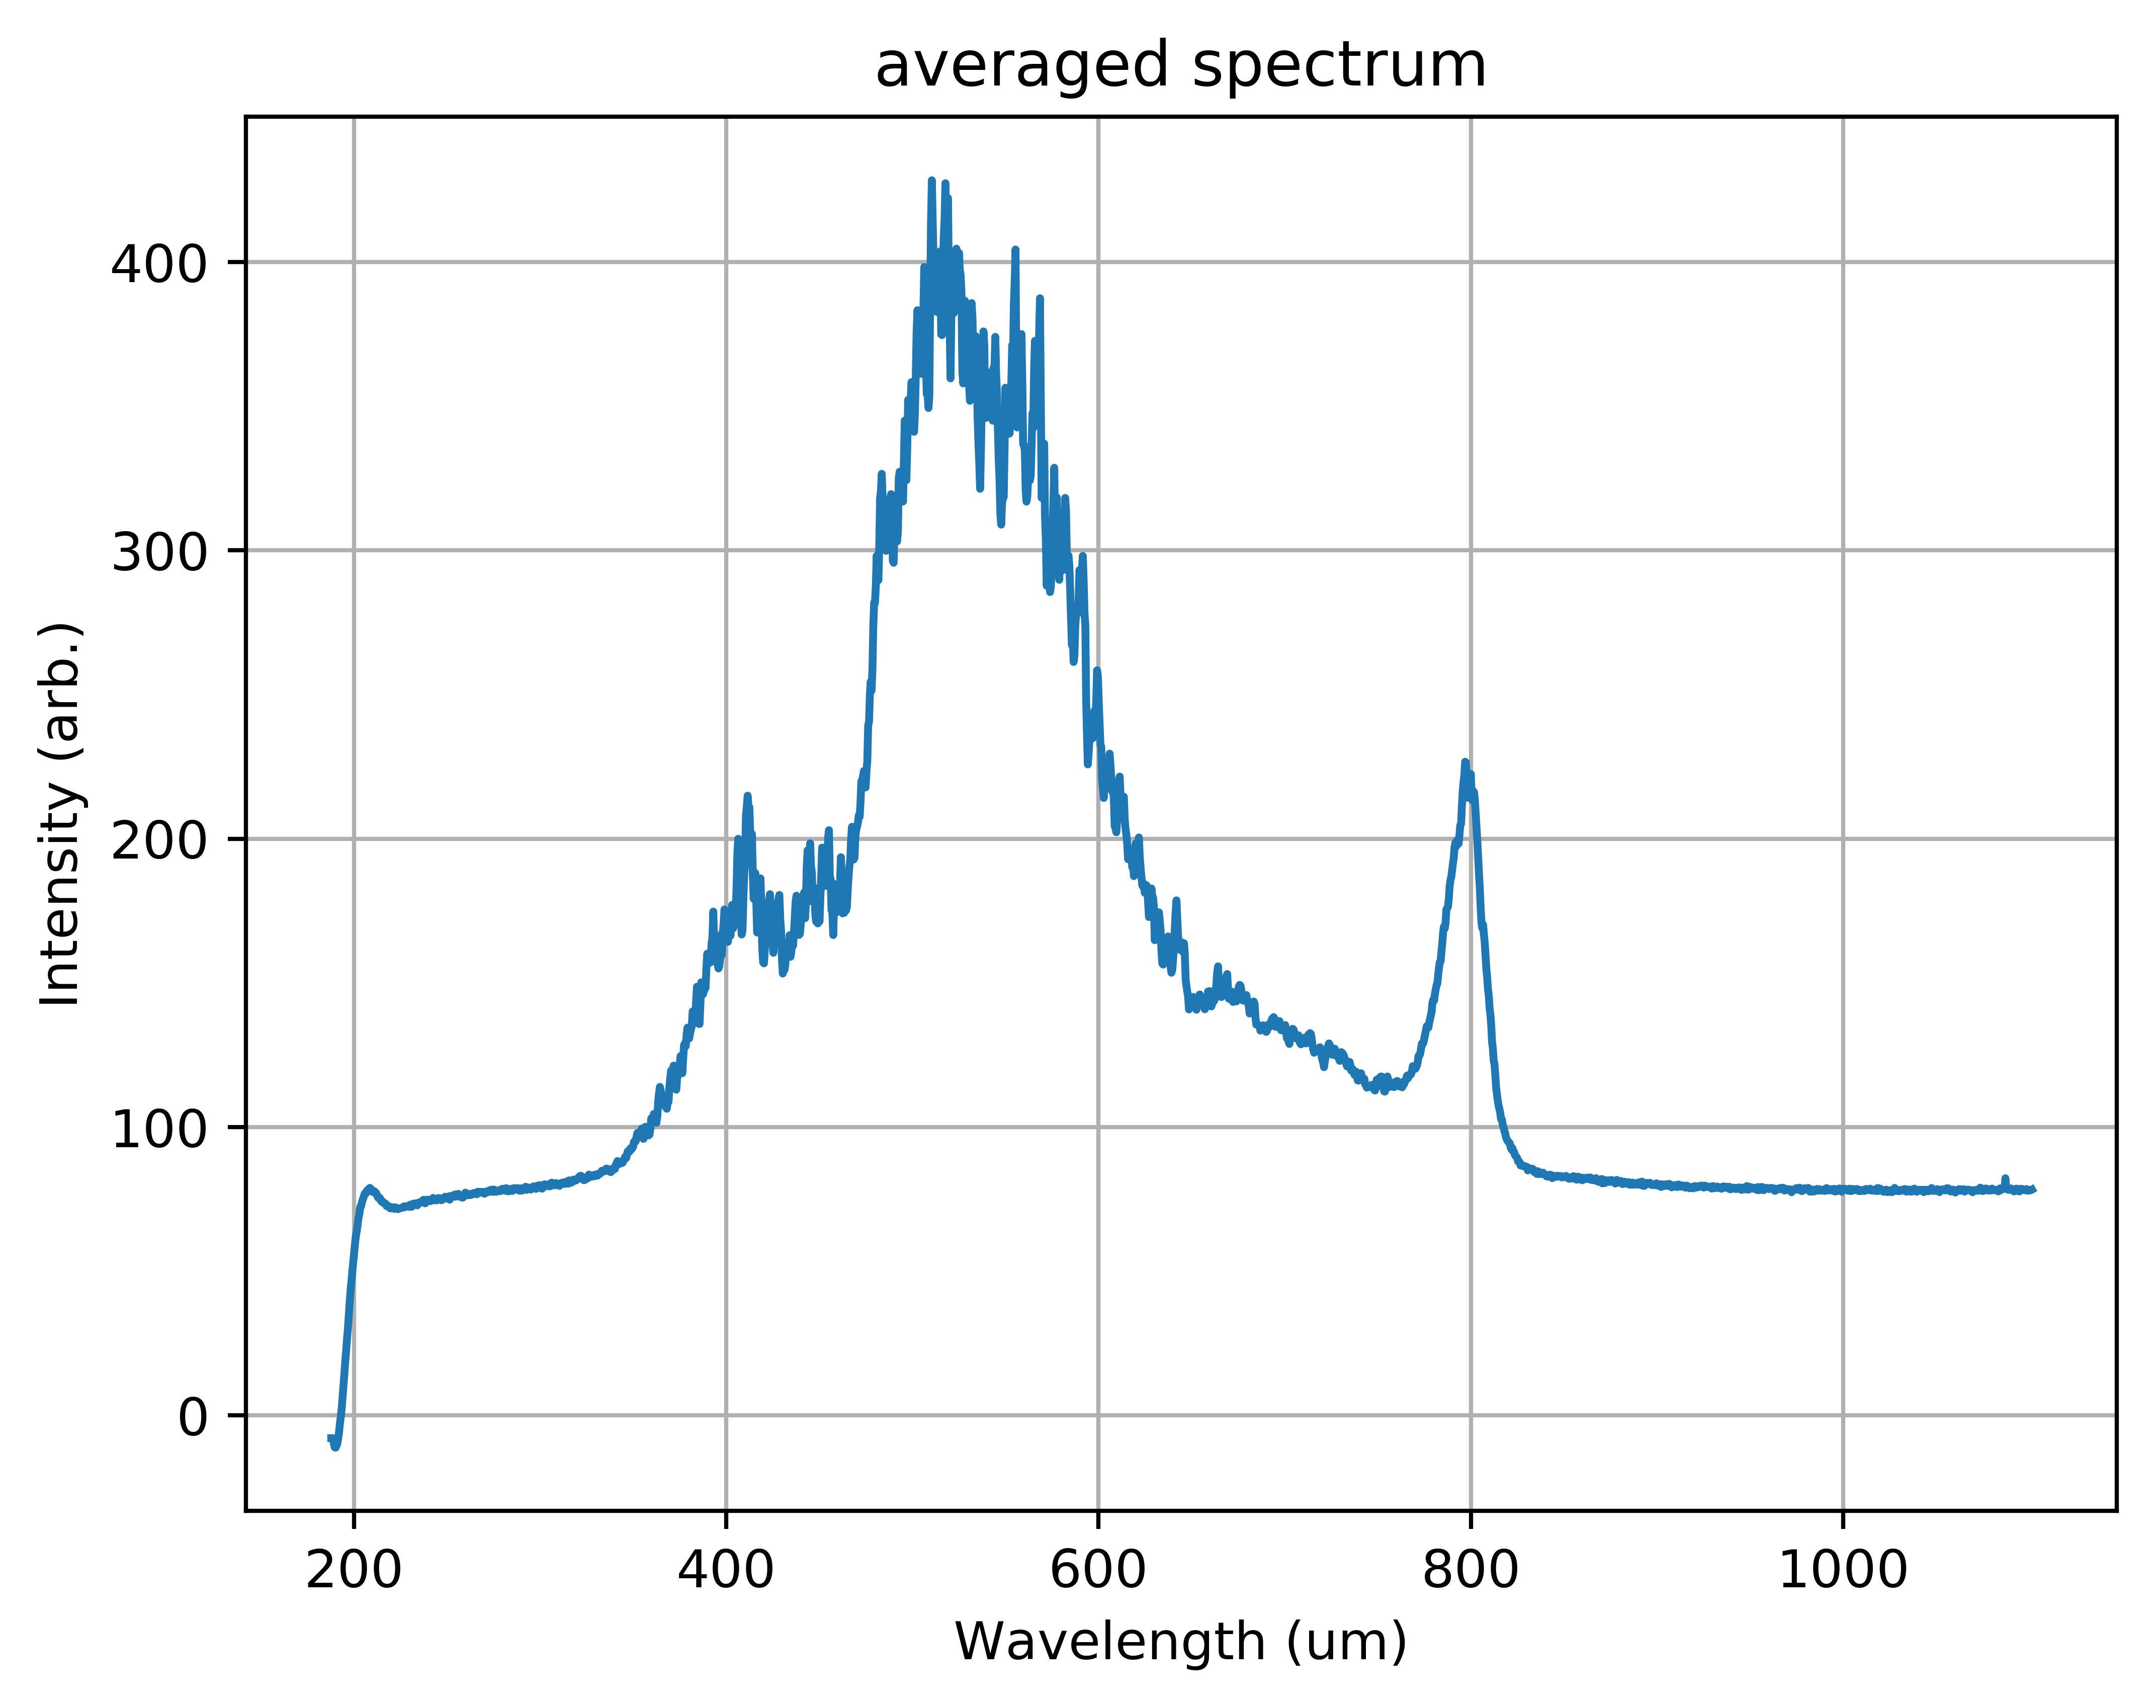 averaged spectrum
Intensity (arb.)
400
300
200
100
0
200 400 600 800 1000
Wavelength (um)